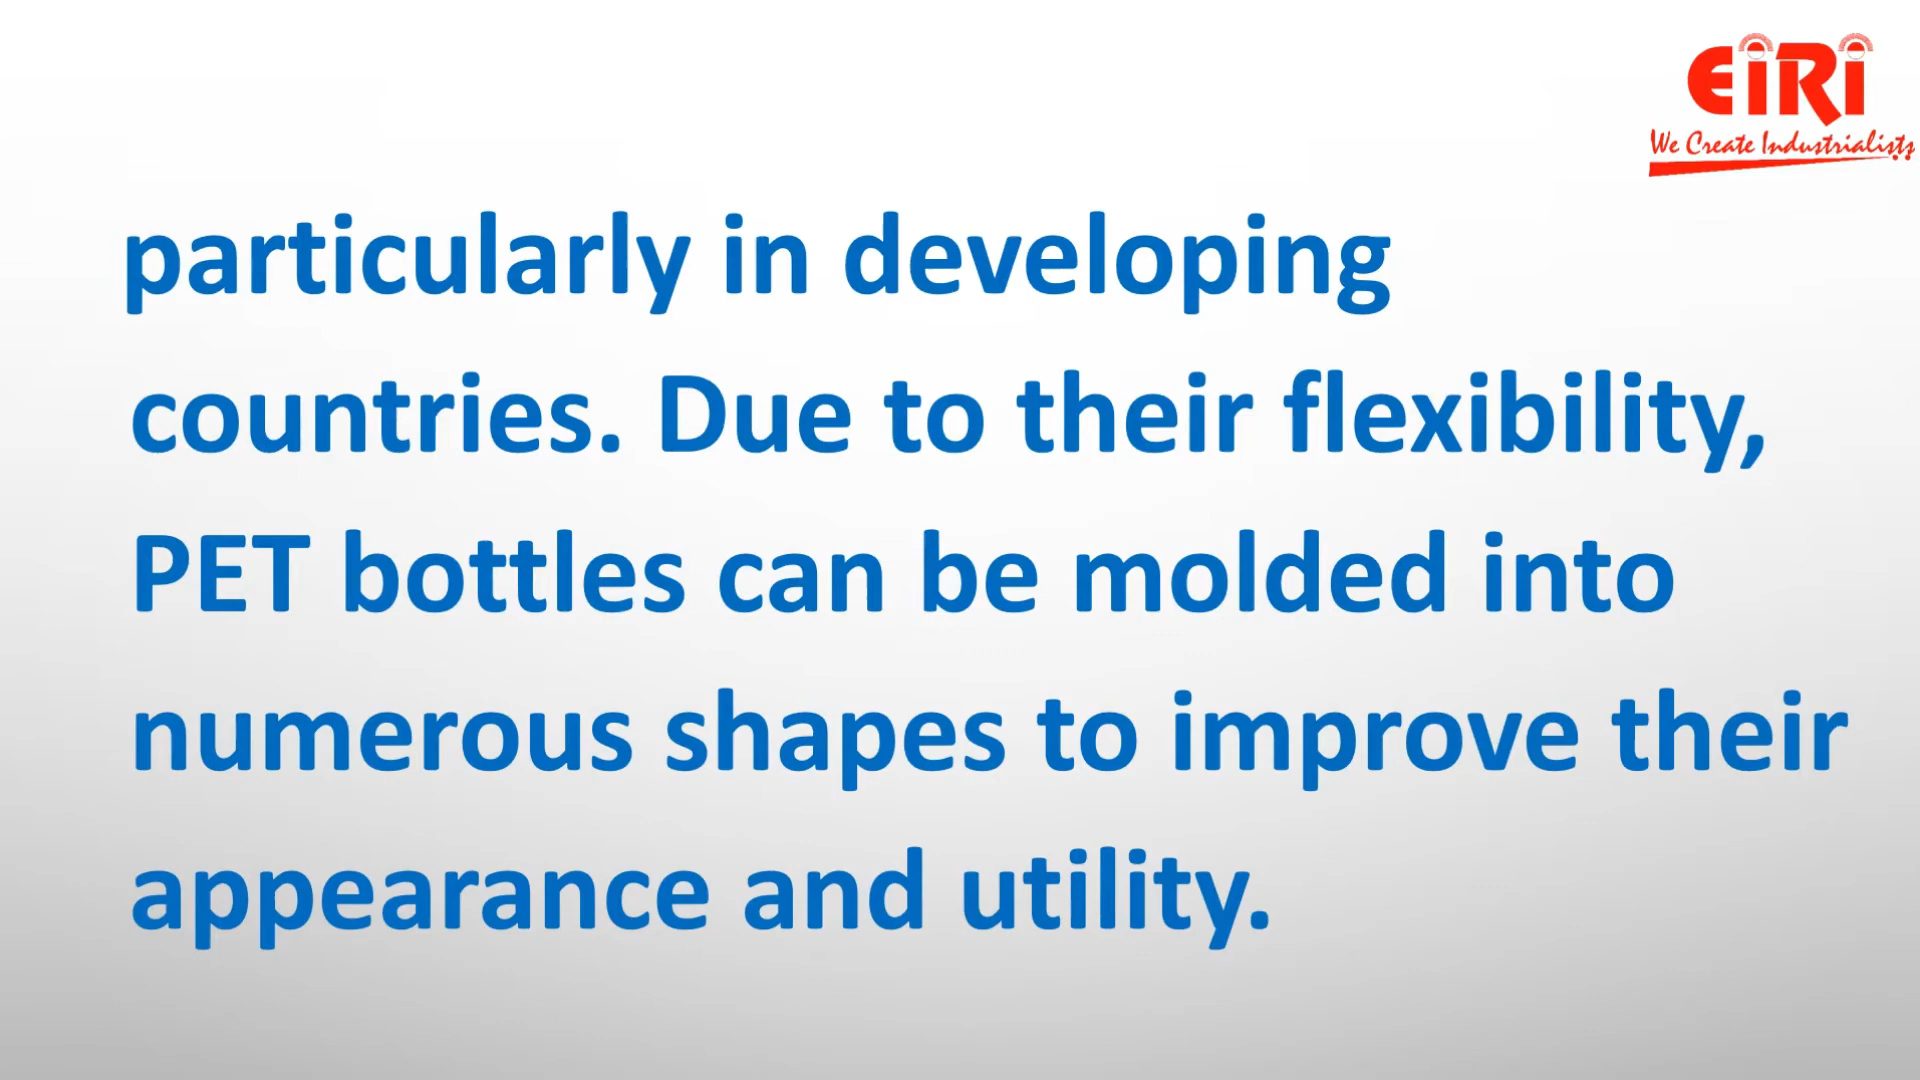 EiRi
We Create Industrialists
particularly in developing
countries. Due to their flexibility,
PET bottles can be molded into
numerous shapes to improve their
appearance and utility.